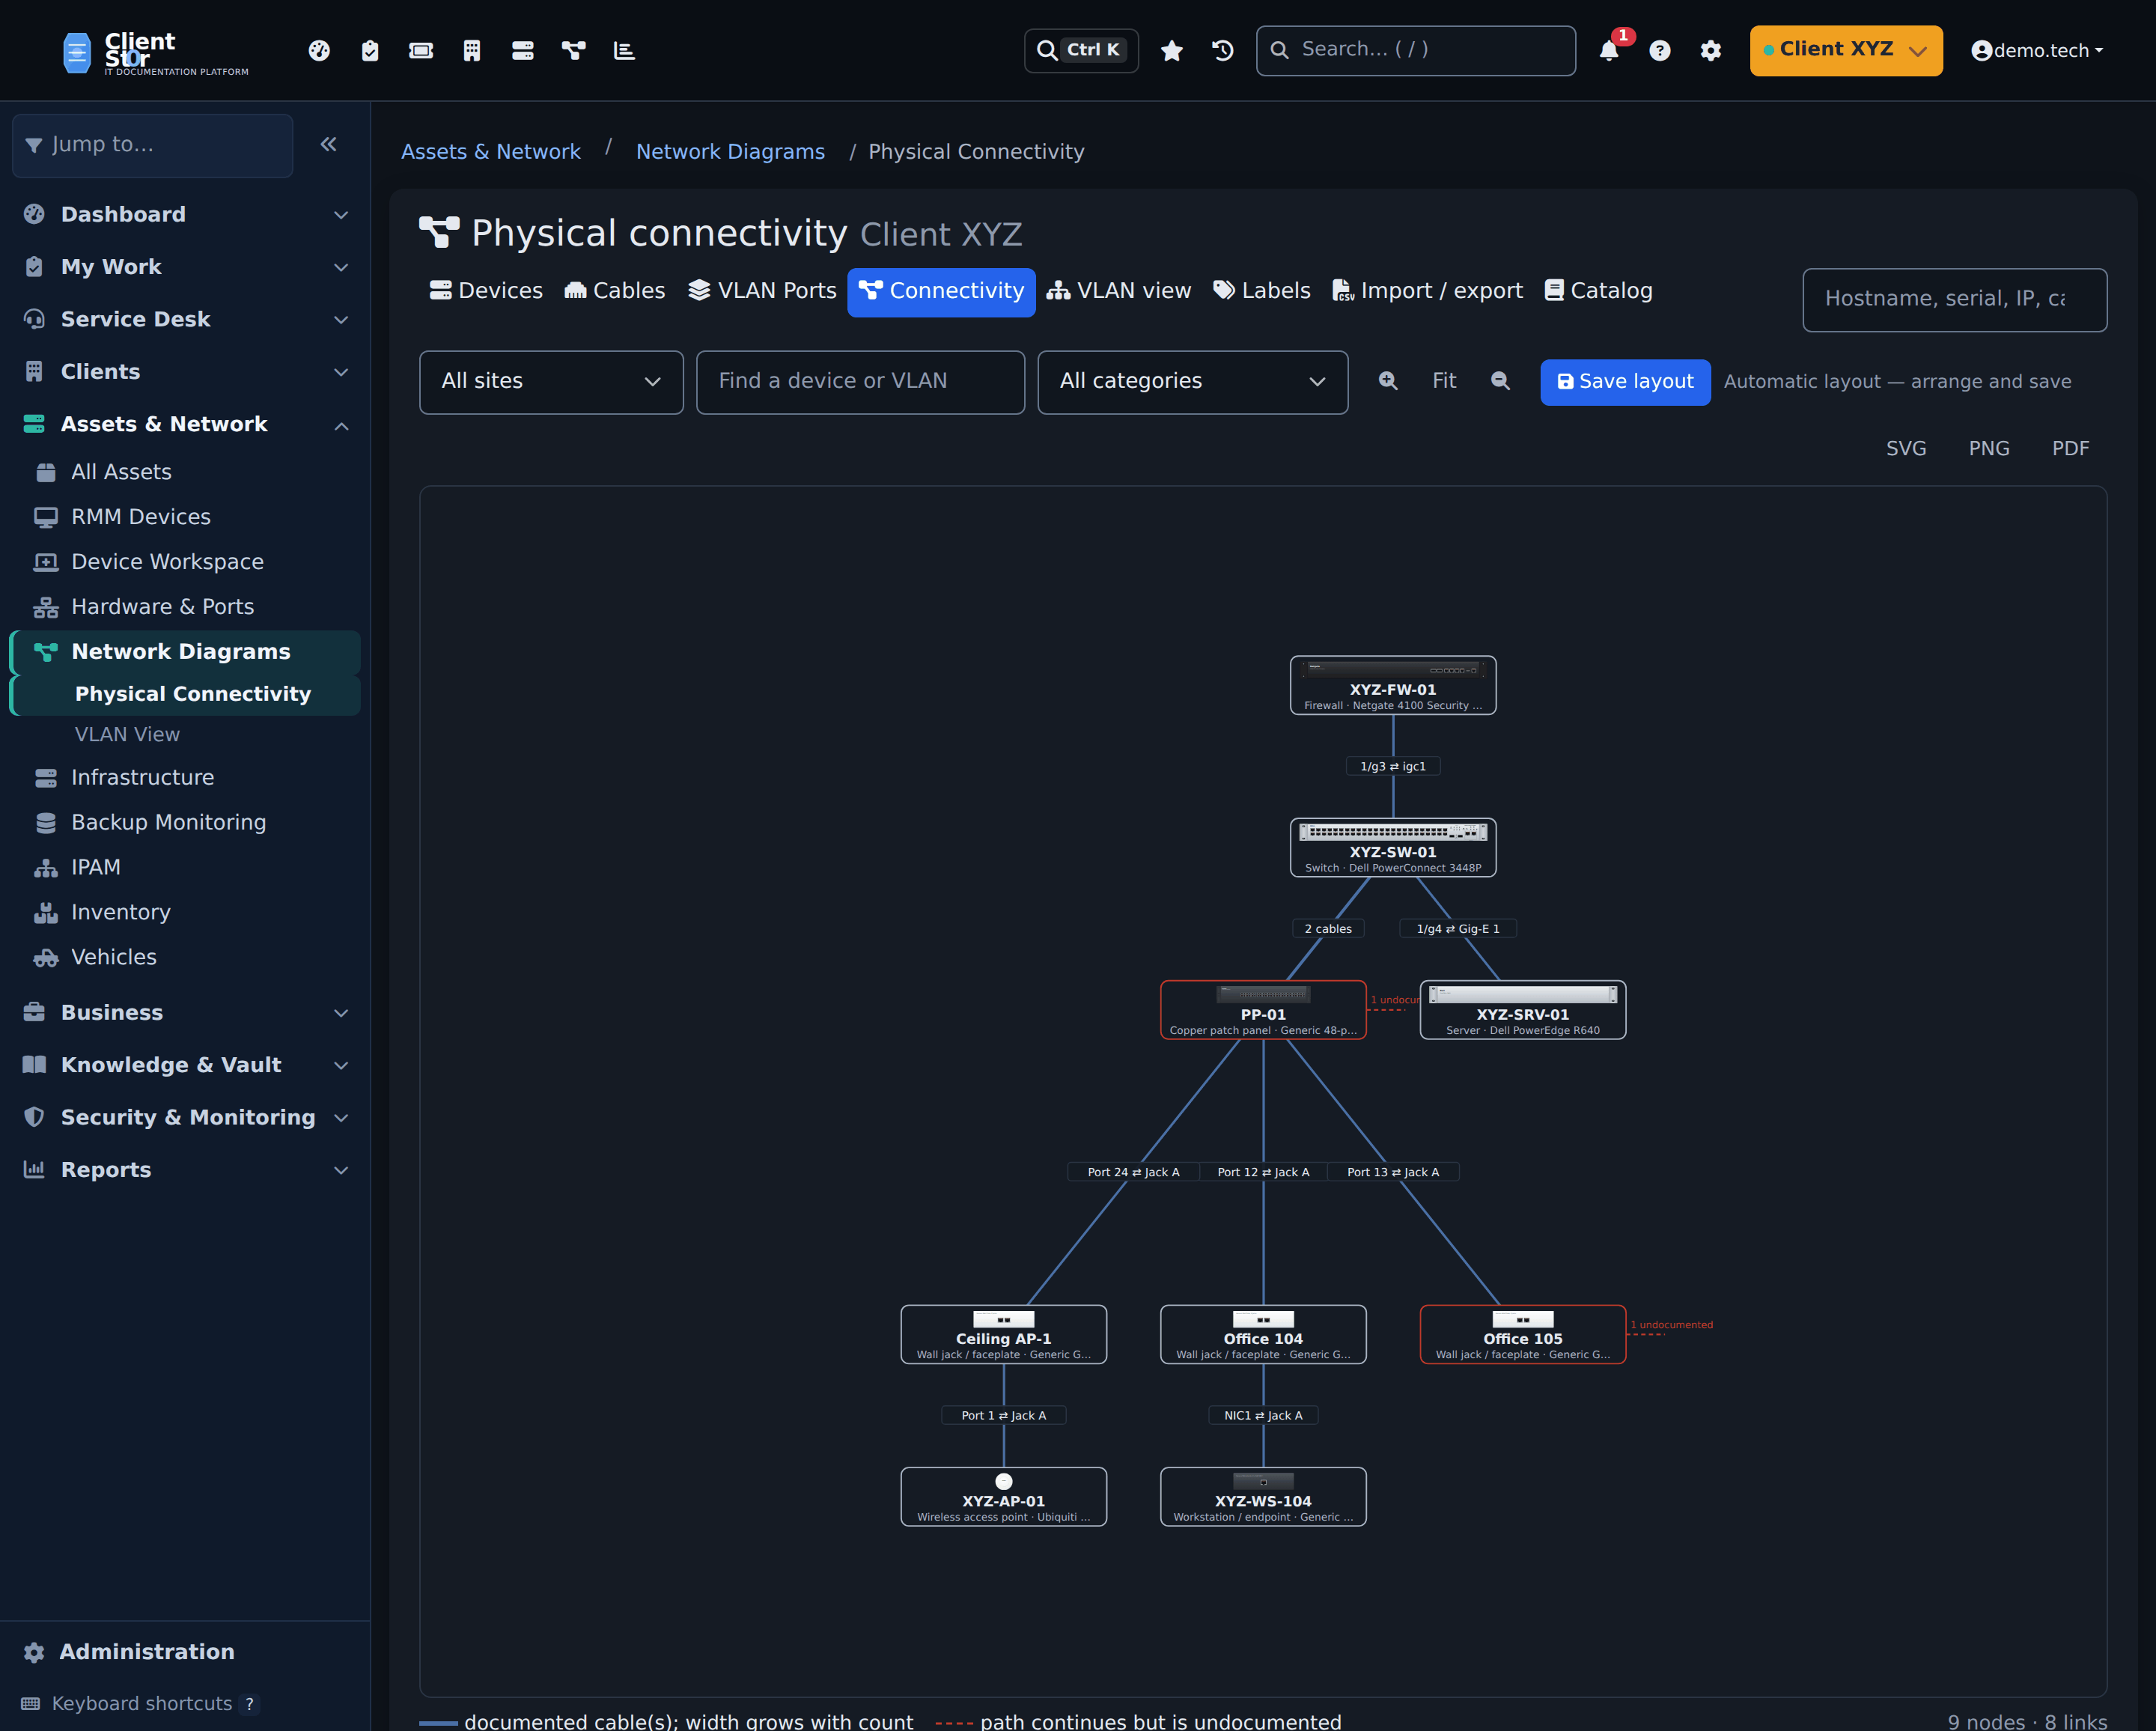 Client
St0r
IT DOCUMENTATION PLATFORM
Ctrl K
Search... ( / )
1
Client XYZ
demo.tech
Jump to...
Dashboard
My Work
Service Desk
Clients
Assets & Network
All Assets
RMM Devices
Device Workspace
Hardware & Ports
Network Diagrams
Physical Connectivity
VLAN View
Infrastructure
Backup Monitoring
IPAM
Inventory
Vehicles
Business
Knowledge & Vault
Security & Monitoring
Reports
Administration
Keyboard shortcuts ?
Assets & Network / Network Diagrams / Physical Connectivity
Physical connectivity Client XYZ
Devices Cables VLAN Ports Connectivity VLAN view Labels Import / export Catalog
Hostname, serial, IP, ca
All sites Find a device or VLAN All categories Fit Save layout Automatic layout — arrange and save
SVG PNG PDF
XYZ-FW-01
Firewall · Netgate 4100 Security ...
1/g3 ⇄ igc1
XYZ-SW-01
Switch · Dell PowerConnect 3448P
2 cables 1/g4 ⇄ Gig-E 1
PP-01
Copper patch panel · Generic 48-p...
1 undocur
XYZ-SRV-01
Server · Dell PowerEdge R640
Port 24 ⇄ Jack A Port 12 ⇄ Jack A Port 13 ⇄ Jack A
Ceiling AP-1
Wall jack / faceplate · Generic G...
Office 104
Wall jack / faceplate · Generic G...
Office 105
Wall jack / faceplate · Generic G...
1 undocumented
Port 1 ⇄ Jack A NIC1 ⇄ Jack A
XYZ-AP-01
Wireless access point · Ubiquiti ...
XYZ-WS-104
Workstation / endpoint · Generic ...
documented cable(s); width grows with count path continues but is undocumented 9 nodes · 8 links